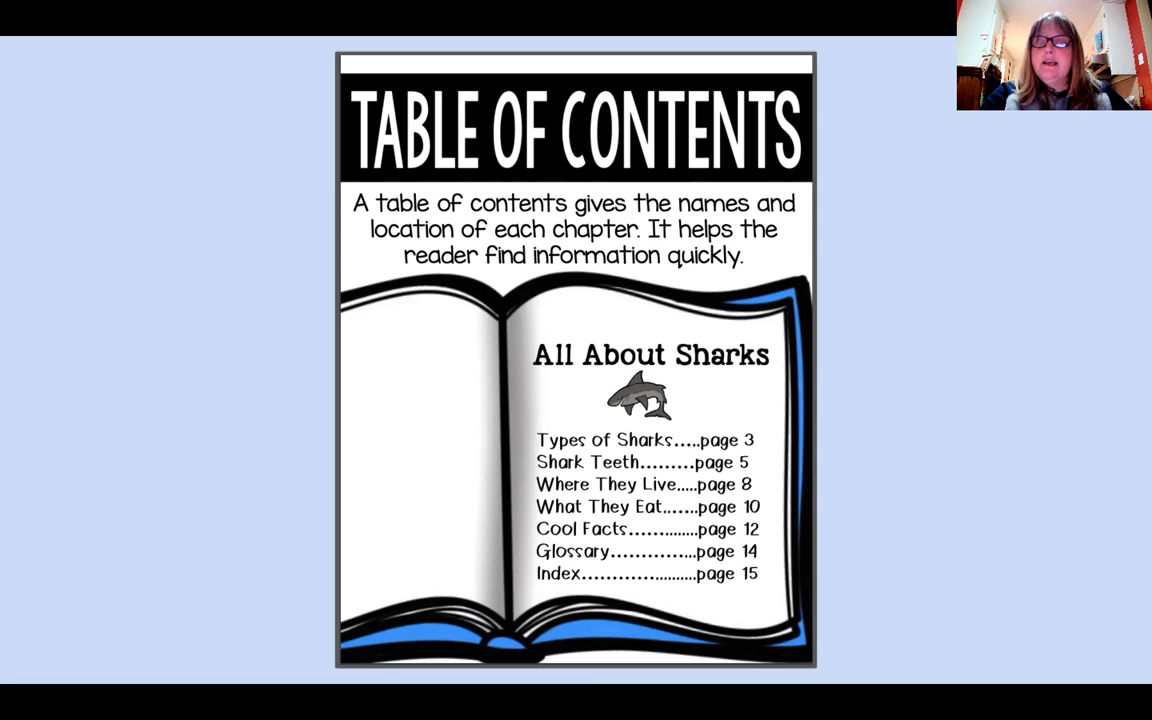 TABLE OF CONTENTS
A table of contents gives the names and
location of each chapter. It helps the
reader find information quickly.
All About Sharks
Types of Sharks.....page 3
Shark Teeth.........page 5
Where They Live.....page 8
What They Eat.......page 10
Cool Facts..............page 12
Glossary...............page 14
Index......................page 15